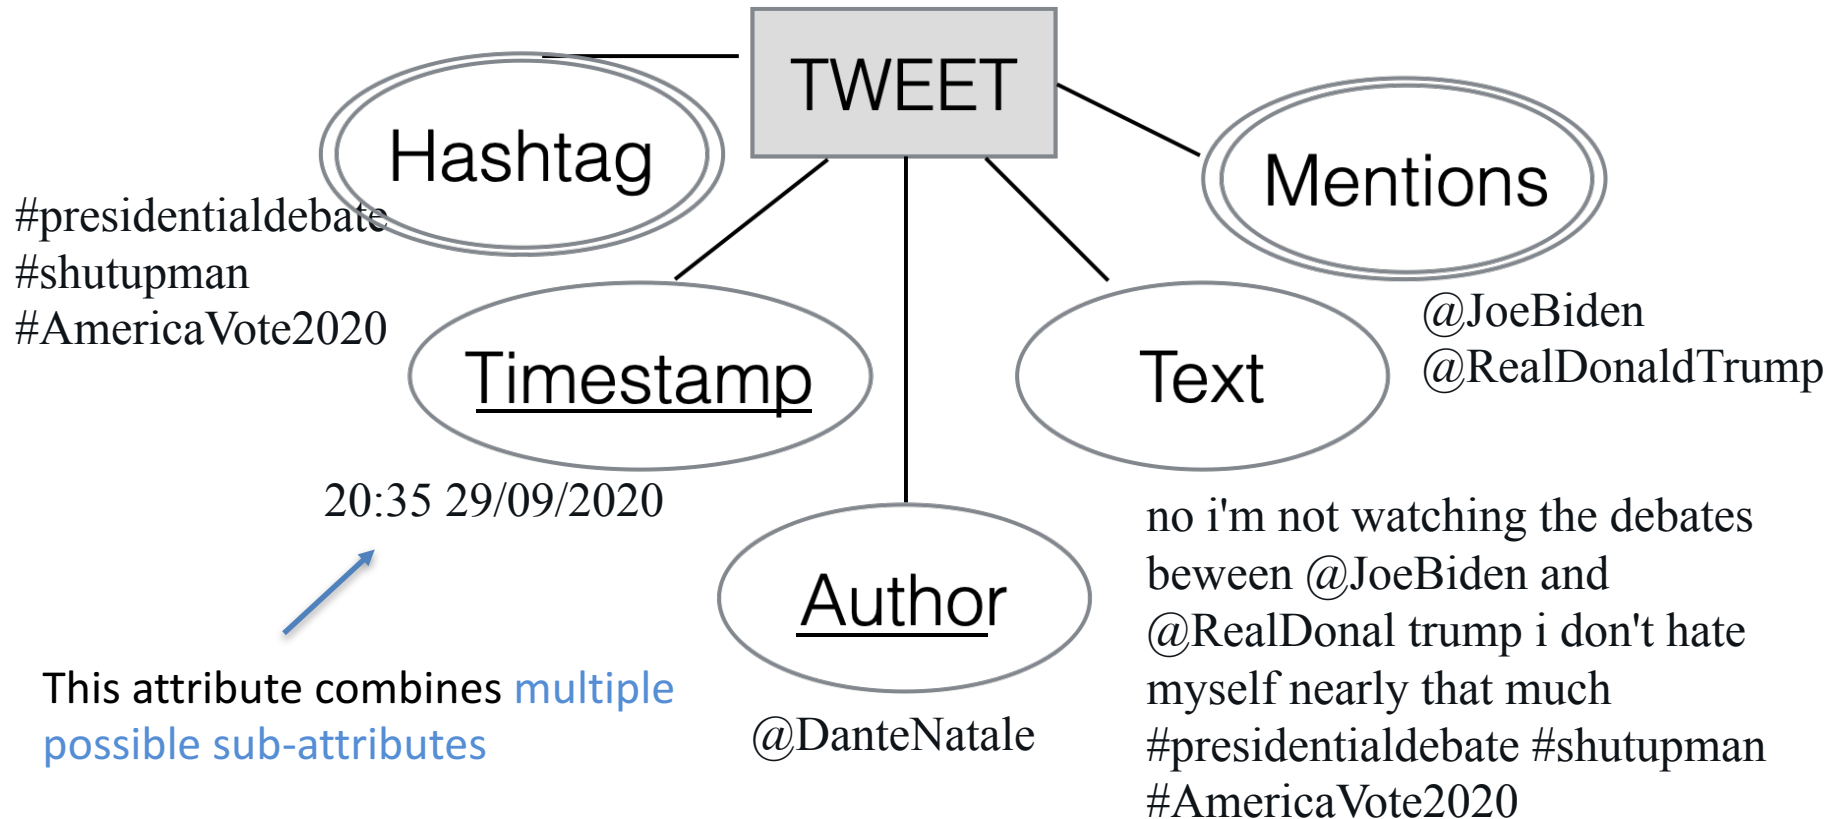 TWEET
Hashtag
#presidentialdebate
#shutupman
#AmericaVote2020
Mentions
@JoeBiden
@RealDonaldTrump
Timestamp
20:35 29/09/2020
Text
no i'm not watching the debates
beween @JoeBiden and
@RealDonal trump i don't hate
myself nearly that much
#presidentialdebate #shutupman
#AmericaVote2020
Author
@DanteNatale
This attribute combines multiple
possible sub-attributes